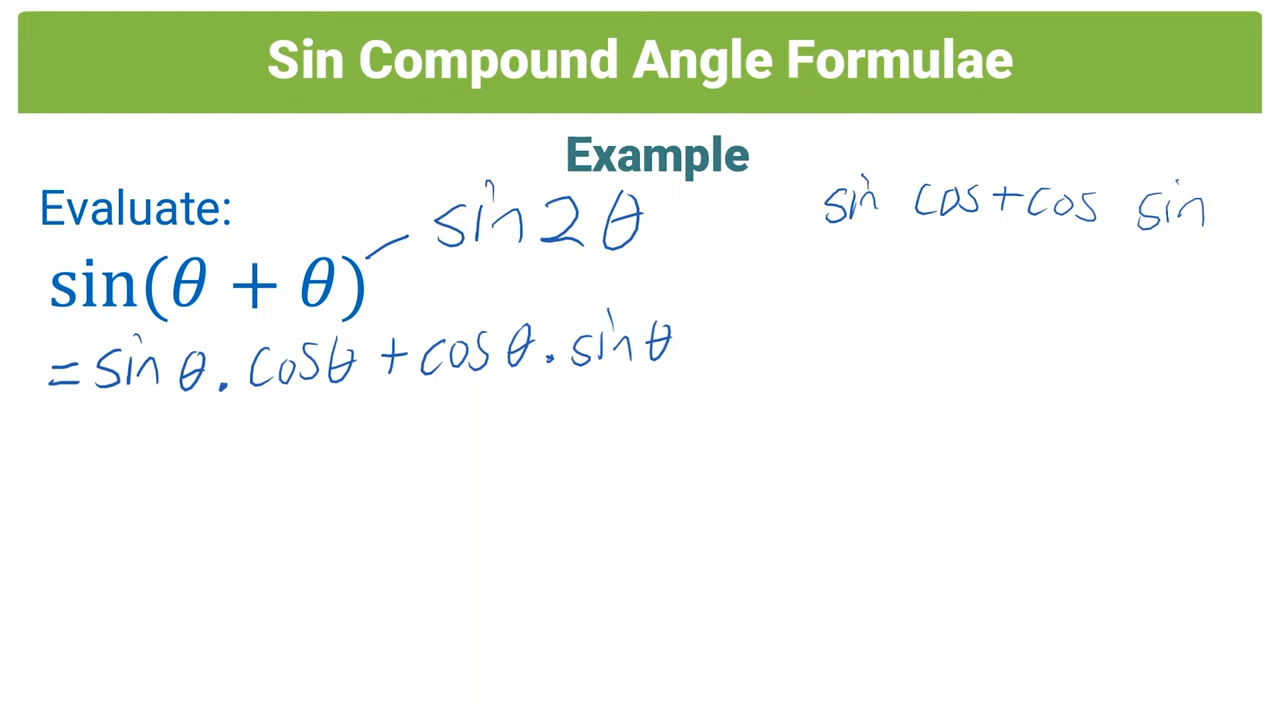 Sin Compound Angle Formulae
Example
Evaluate:
sin 2θ
sin cos + cos sin
sin(θ + θ)
= sin θ . cos θ + cos θ . sin θ